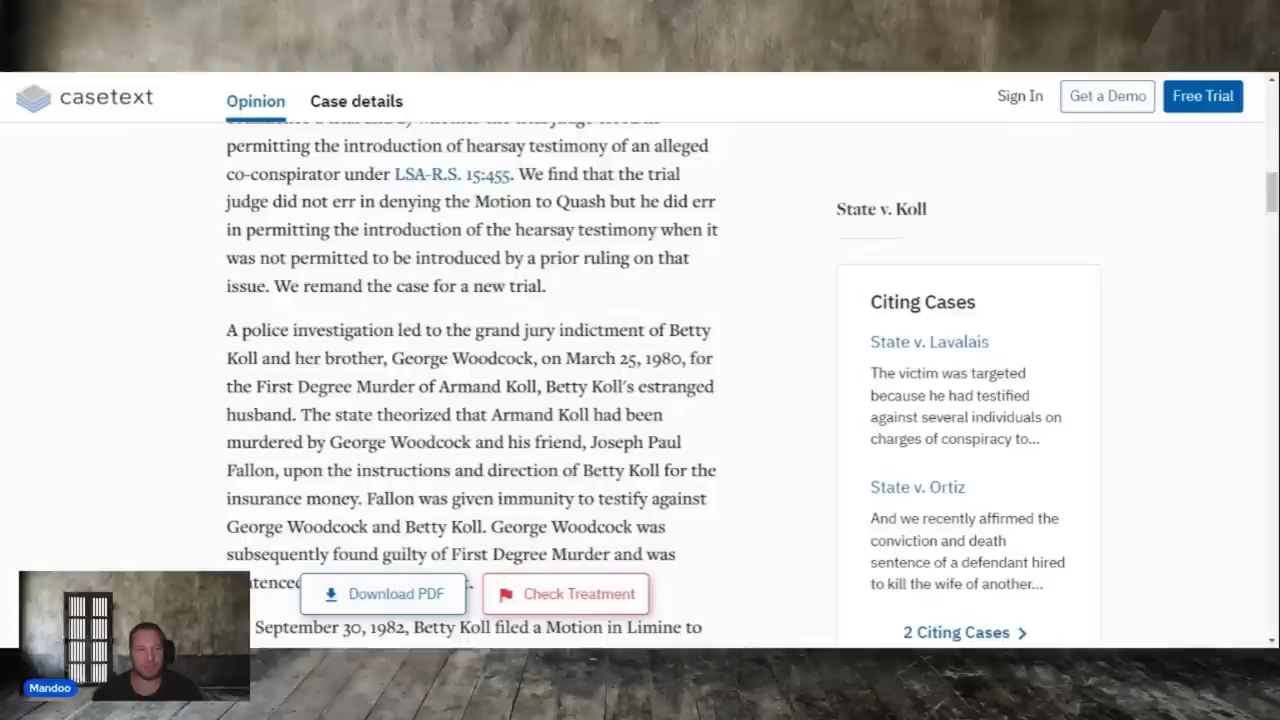 casetext
Opinion
Case details
Sign In
Get a Demo
Free Trial
permitting the introduction of hearsay testimony of an alleged
co-conspirator under LSA-R.S. 15:455. We find that the trial
judge did not err in denying the Motion to Quash but he did err
in permitting the introduction of the hearsay testimony when it
was not permitted to be introduced by a prior ruling on that
issue. We remand the case for a new trial.
A police investigation led to the grand jury indictment of Betty
Koll and her brother, George Woodcock, on March 25, 1980, for
the First Degree Murder of Armand Koll, Betty Koll's estranged
husband. The state theorized that Armand Koll had been
murdered by George Woodcock and his friend, Joseph Paul
Fallon, upon the instructions and direction of Betty Koll for the
insurance money. Fallon was given immunity to testify against
George Woodcock and Betty Koll. George Woodcock was
subsequently found guilty of First Degree Murder and was
Download PDF
Check Treatment
September 30, 1982, Betty Koll filed a Motion in Limine to
State v. Koll
Citing Cases
State v. Lavalais
The victim was targeted
because he had testified
against several individuals on
charges of conspiracy to...
State v. Ortiz
And we recently affirmed the
conviction and death
sentence of a defendant hired
to kill the wife of another...
2 Citing Cases
Mandoo